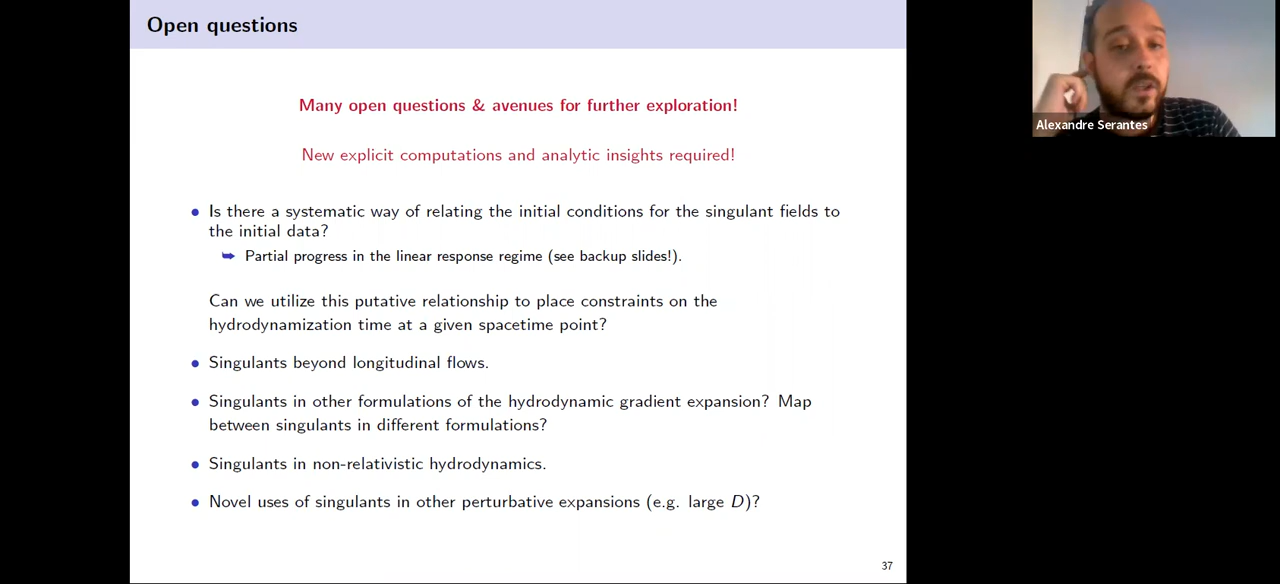 Open questions
Many open questions & avenues for further exploration!
New explicit computations and analytic insights required!
• Is there a systematic way of relating the initial conditions for the singulant fields to
the initial data?
➥ Partial progress in the linear response regime (see backup slides!).
Can we utilize this putative relationship to place constraints on the
hydrodynamization time at a given spacetime point?
• Singulants beyond longitudinal flows.
• Singulants in other formulations of the hydrodynamic gradient expansion? Map
between singulants in different formulations?
• Singulants in non-relativistic hydrodynamics.
• Novel uses of singulants in other perturbative expansions (e.g. large D)?
37
Alexandre Serantes